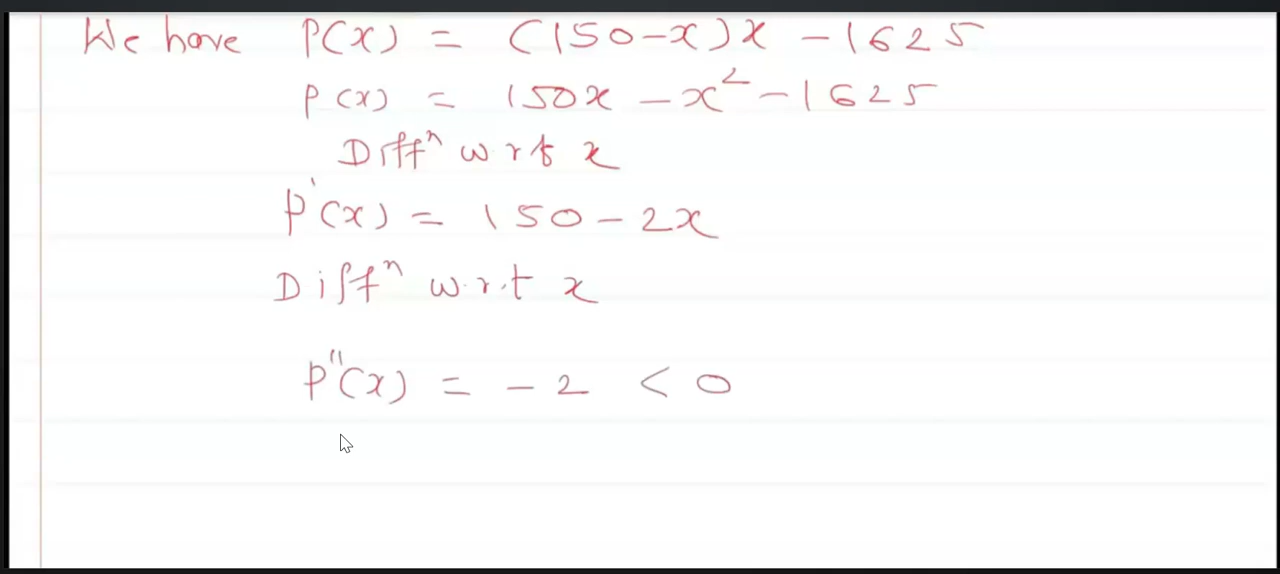 We have P(x) = (150-x)x - 1625
P(x) = 150x - x² - 1625
Diffⁿ w r t x
P'(x) = 150 - 2x
Diffⁿ w.r.t x
P"(x) = - 2 < 0